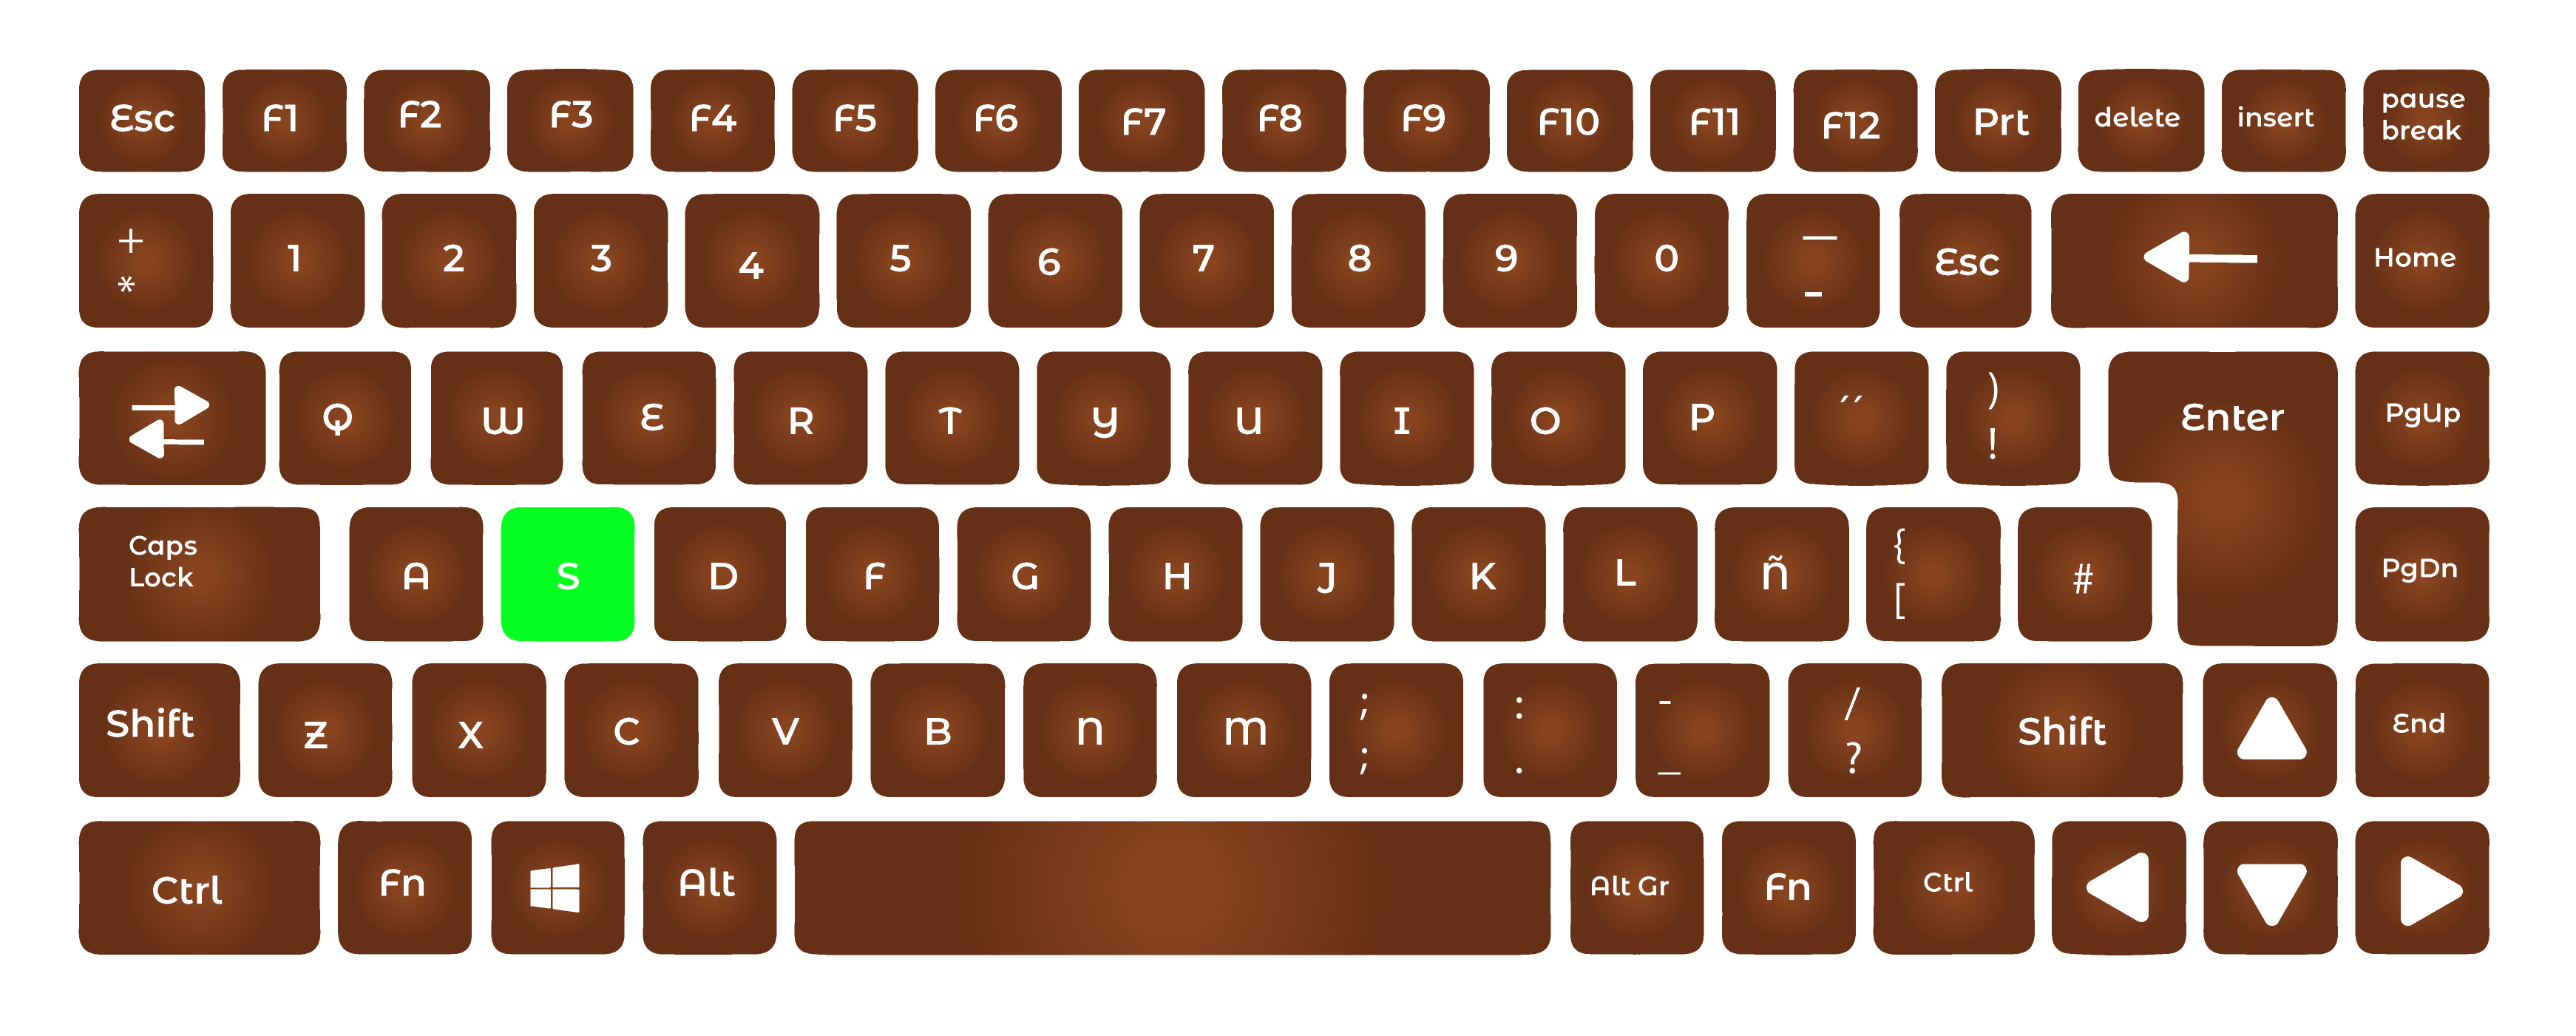 Esc F1 F2 F3 F4 F5 F6 F7 F8 F9 F10 F11 F12 Prt delete insert pause
break
+ 1 2 3 4 5 6 7 8 9 0 — Esc Home
* -
Q W E R T Y U I O P ´´ ) Enter PgUp
!
Caps A S D F G H J K L Ñ { # PgDn
Lock [
Shift Z X C V B N M ; : - / Shift End
; . _ ?
Ctrl Fn Alt Alt Gr Fn Ctrl